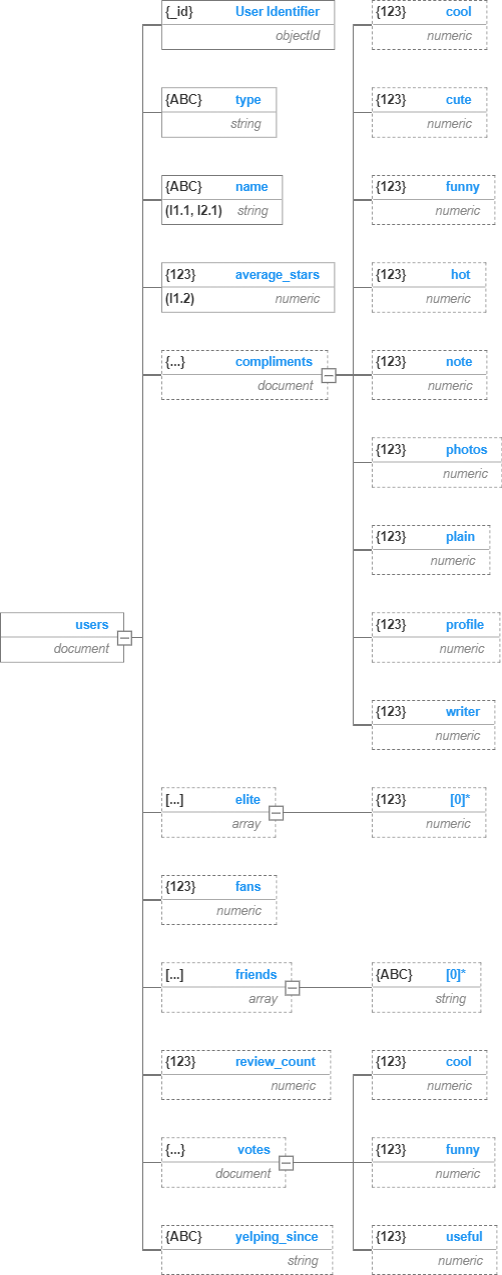 {_id} User Identifier
objectId
{ABC} type
string
{ABC} name
(I1.1, I2.1) string
{123} average_stars
(I1.2) numeric
{...} compliments
document
{123} cool
numeric
{123} cute
numeric
{123} funny
numeric
{123} hot
numeric
{123} note
numeric
{123} photos
numeric
{123} plain
numeric
{123} profile
numeric
{123} writer
numeric
users
document
[...] elite
array
{123} [0]*
numeric
{123} fans
numeric
[...] friends
array
{ABC} [0]*
string
{123} review_count
numeric
{...} votes
document
{123} cool
numeric
{123} funny
numeric
{123} useful
numeric
{ABC} yelping_since
string